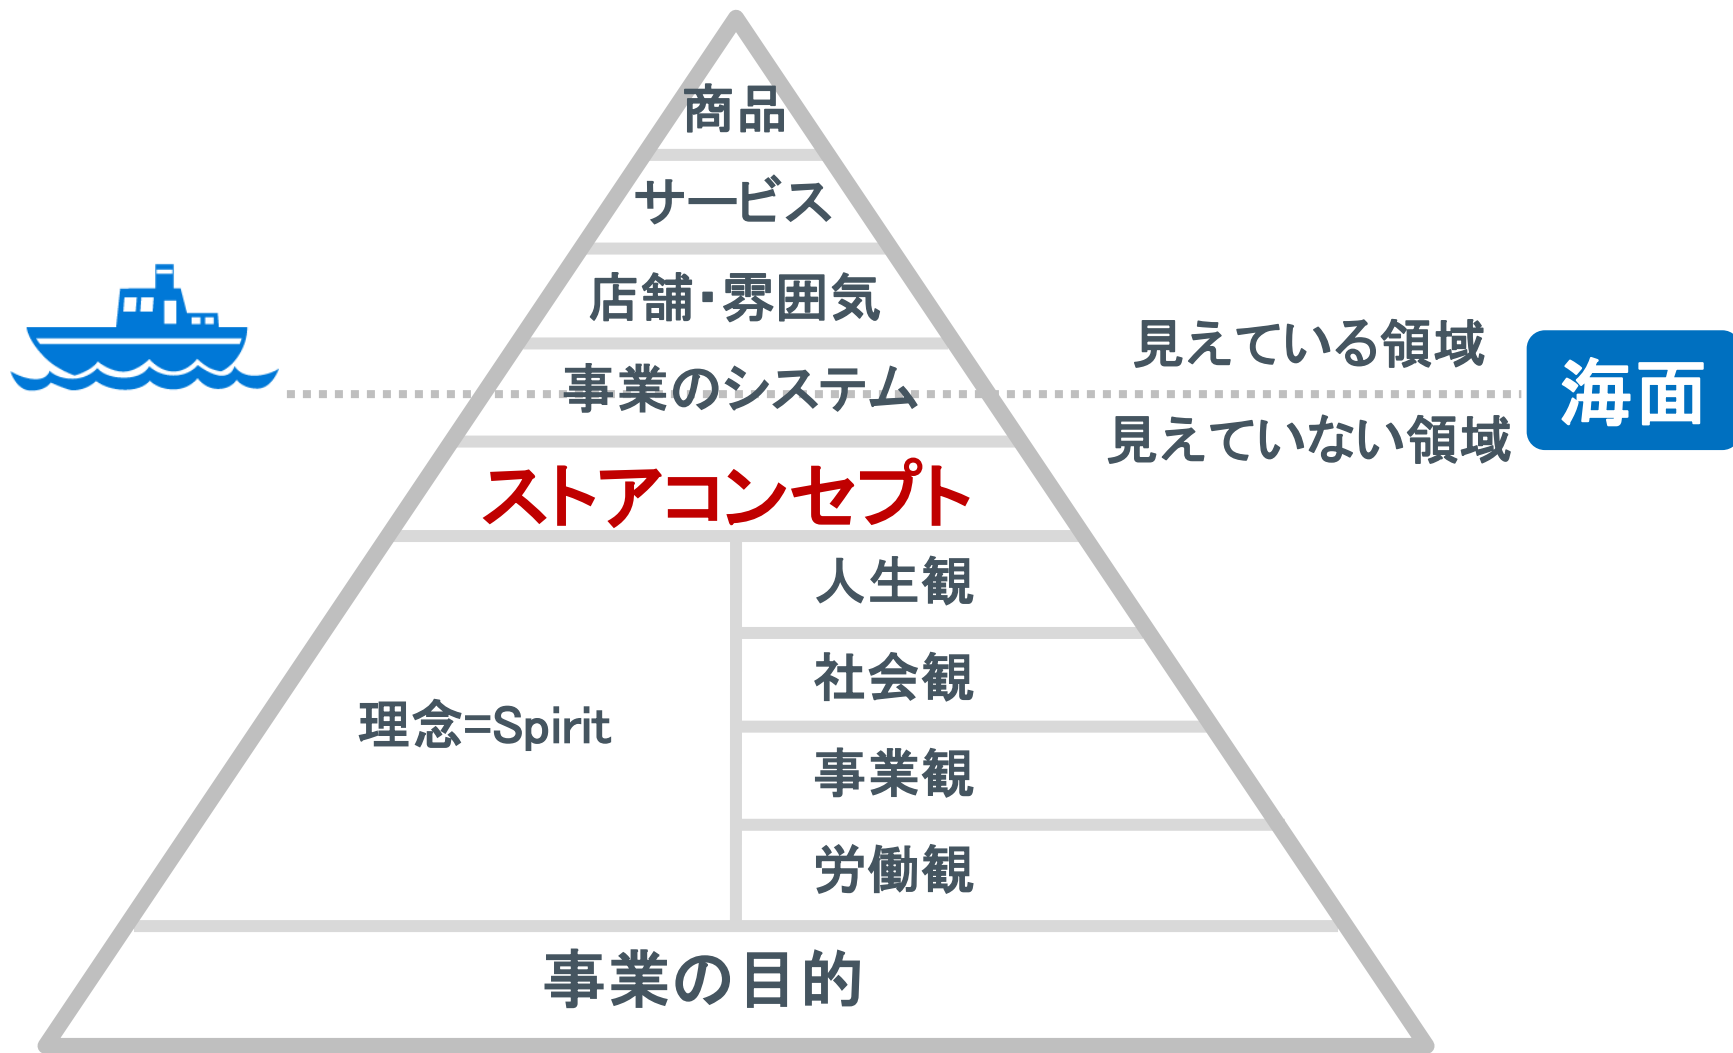 商品
サービス
店舗・雰囲気
見えている領域
事業のシステム
海面
見えていない領域
ストアコンセプト
人生観
社会観
理念=Spirit
事業観
労働観
事業の目的